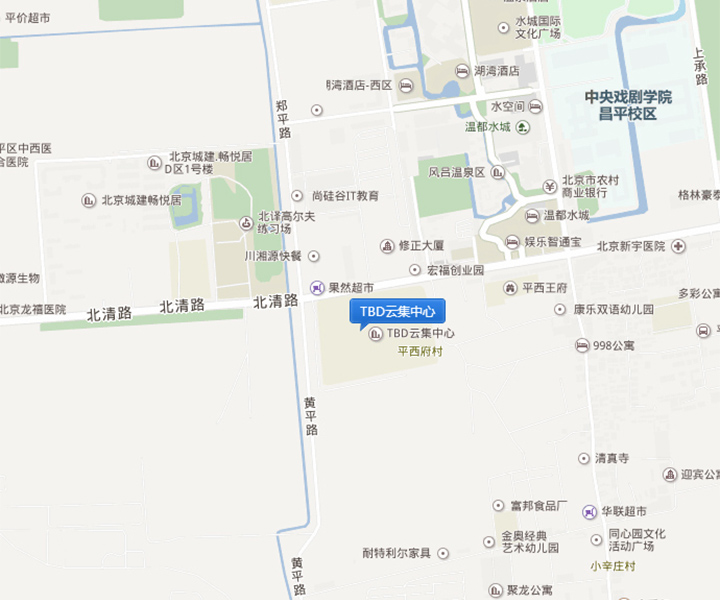 平价超市
水城国际
文化广场
上承路
湖湾酒店
湖湾酒店-西区
水空间
中央戏剧学院
昌平校区
郑平路
温都水城
平区中西医
合医院
北京城建.畅悦居
D区1号楼
风吕温泉区
北京市农村
商业银行
尚硅谷IT教育
北京城建畅悦居
格林豪泰
北译高尔夫
练习场
温都水城
娱乐智通宝
修正大厦
北京新宇医院
川湘源快餐
宏福创业园
源生物
果然超市
平西王府
多彩公寓
北清路
北清路
北清路
北京龙福医院
TBD云集中心
康乐双语幼儿园
TBD云集中心
平西府村
998公寓
黄平路
清真寺
迎宾公寓
富邦食品厂
华联超市
金奥经典
艺术幼儿园
同心园文化
活动广场
耐特利尔家具
小辛庄村
黄平路
聚龙公寓